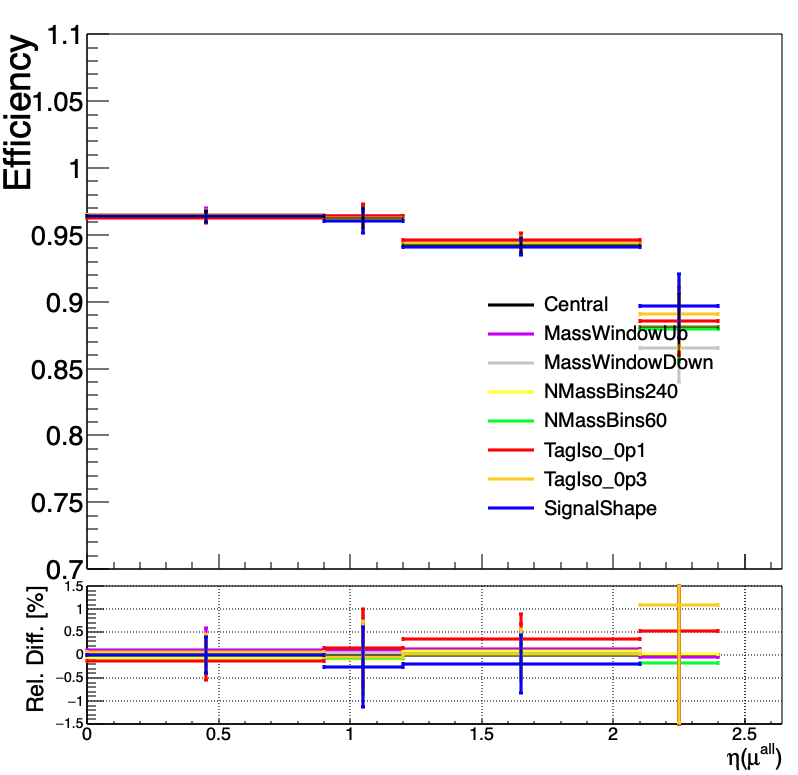 Efficiency
1.1
1.05
1
0.95
0.9
0.85
0.8
0.75
0.7
Central
MassWindowUp
MassWindowDown
NMassBins240
NMassBins60
TagIso_0p1
TagIso_0p3
SignalShape
Rel. Diff. [%]
1.5
1
0.5
0
−0.5
−1
−1.5
0 0.5 1 1.5 2 2.5
η(μ^all)